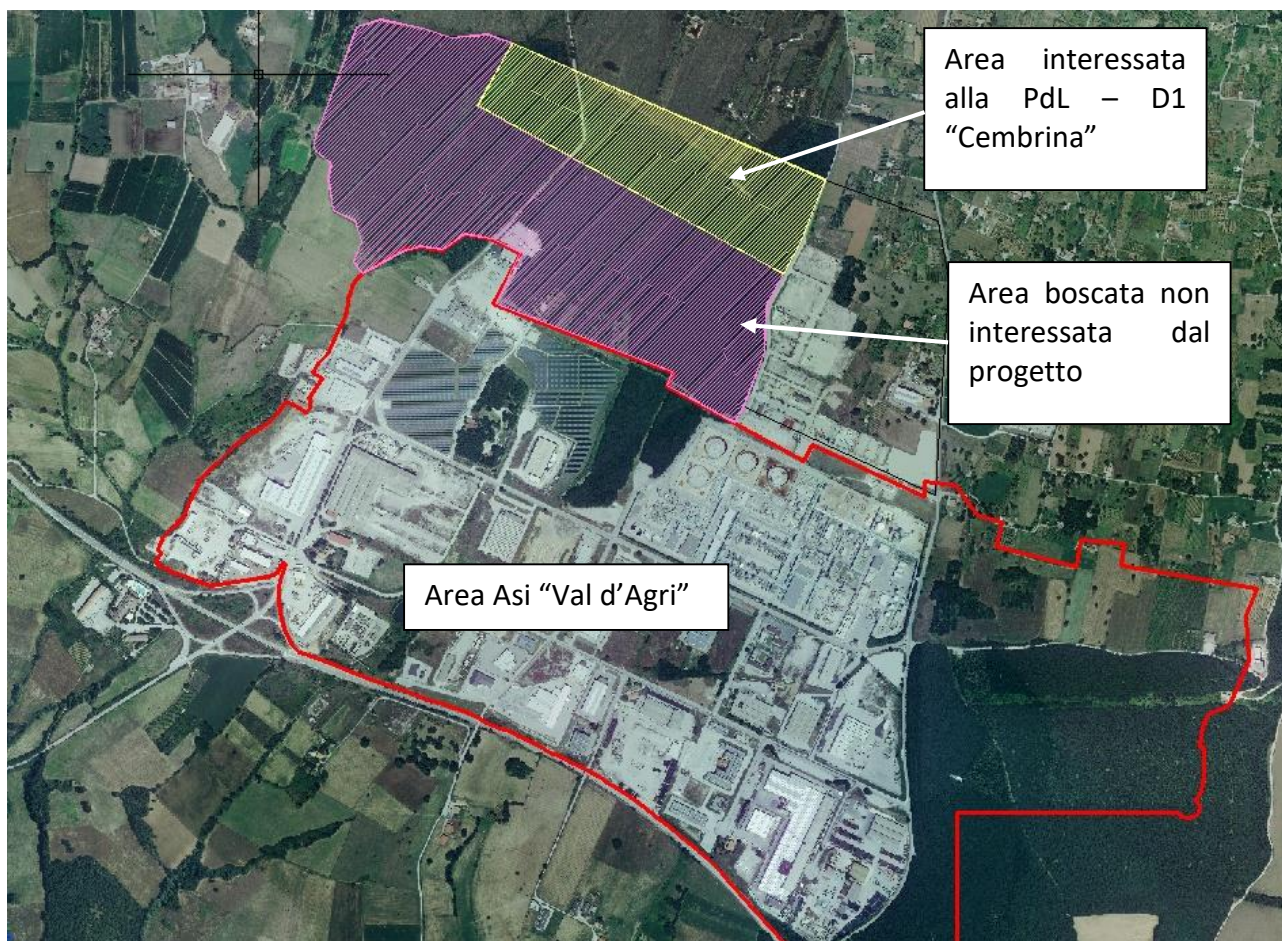 Area interessata
alla PdL – D1
“Cembrina”
Area boscata non
interessata dal
progetto
Area Asi “Val d’Agri”